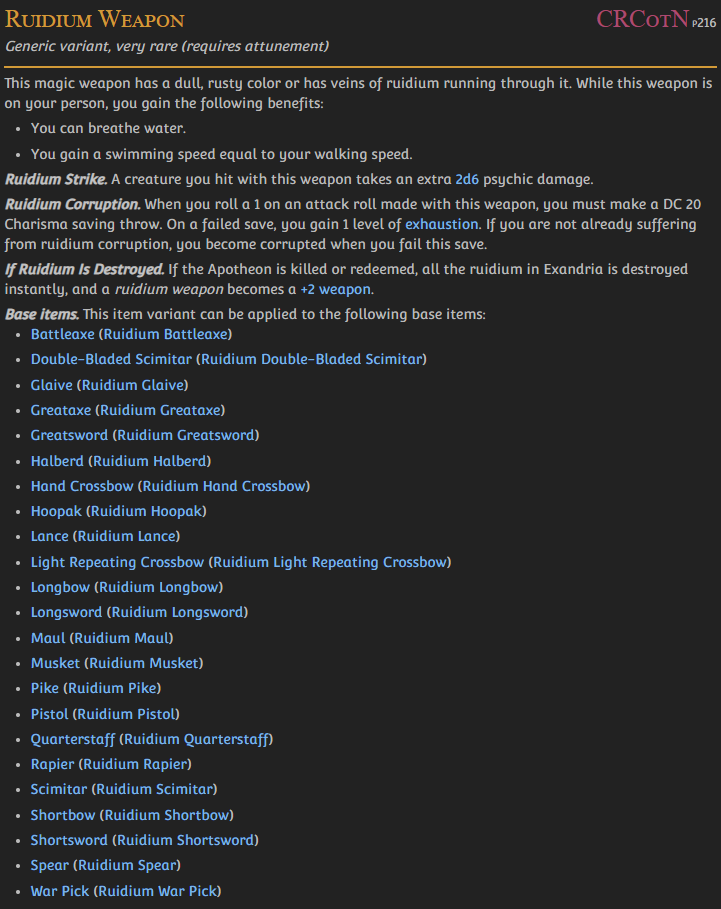 Ruidium Weapon CRCotN p216
Generic variant, very rare (requires attunement)
This magic weapon has a dull, rusty color or has veins of ruidium running through it. While this weapon is
on your person, you gain the following benefits:
• You can breathe water.
• You gain a swimming speed equal to your walking speed.
Ruidium Strike. A creature you hit with this weapon takes an extra 2d6 psychic damage.
Ruidium Corruption. When you roll a 1 on an attack roll made with this weapon, you must make a DC 20
Charisma saving throw. On a failed save, you gain 1 level of exhaustion. If you are not already suffering
from ruidium corruption, you become corrupted when you fail this save.
If Ruidium Is Destroyed. If the Apotheon is killed or redeemed, all the ruidium in Exandria is destroyed
instantly, and a ruidium weapon becomes a +2 weapon.
Base items. This item variant can be applied to the following base items:
• Battleaxe (Ruidium Battleaxe)
• Double-Bladed Scimitar (Ruidium Double-Bladed Scimitar)
• Glaive (Ruidium Glaive)
• Greataxe (Ruidium Greataxe)
• Greatsword (Ruidium Greatsword)
• Halberd (Ruidium Halberd)
• Hand Crossbow (Ruidium Hand Crossbow)
• Hoopak (Ruidium Hoopak)
• Lance (Ruidium Lance)
• Light Repeating Crossbow (Ruidium Light Repeating Crossbow)
• Longbow (Ruidium Longbow)
• Longsword (Ruidium Longsword)
• Maul (Ruidium Maul)
• Musket (Ruidium Musket)
• Pike (Ruidium Pike)
• Pistol (Ruidium Pistol)
• Quarterstaff (Ruidium Quarterstaff)
• Rapier (Ruidium Rapier)
• Scimitar (Ruidium Scimitar)
• Shortbow (Ruidium Shortbow)
• Shortsword (Ruidium Shortsword)
• Spear (Ruidium Spear)
• War Pick (Ruidium War Pick)